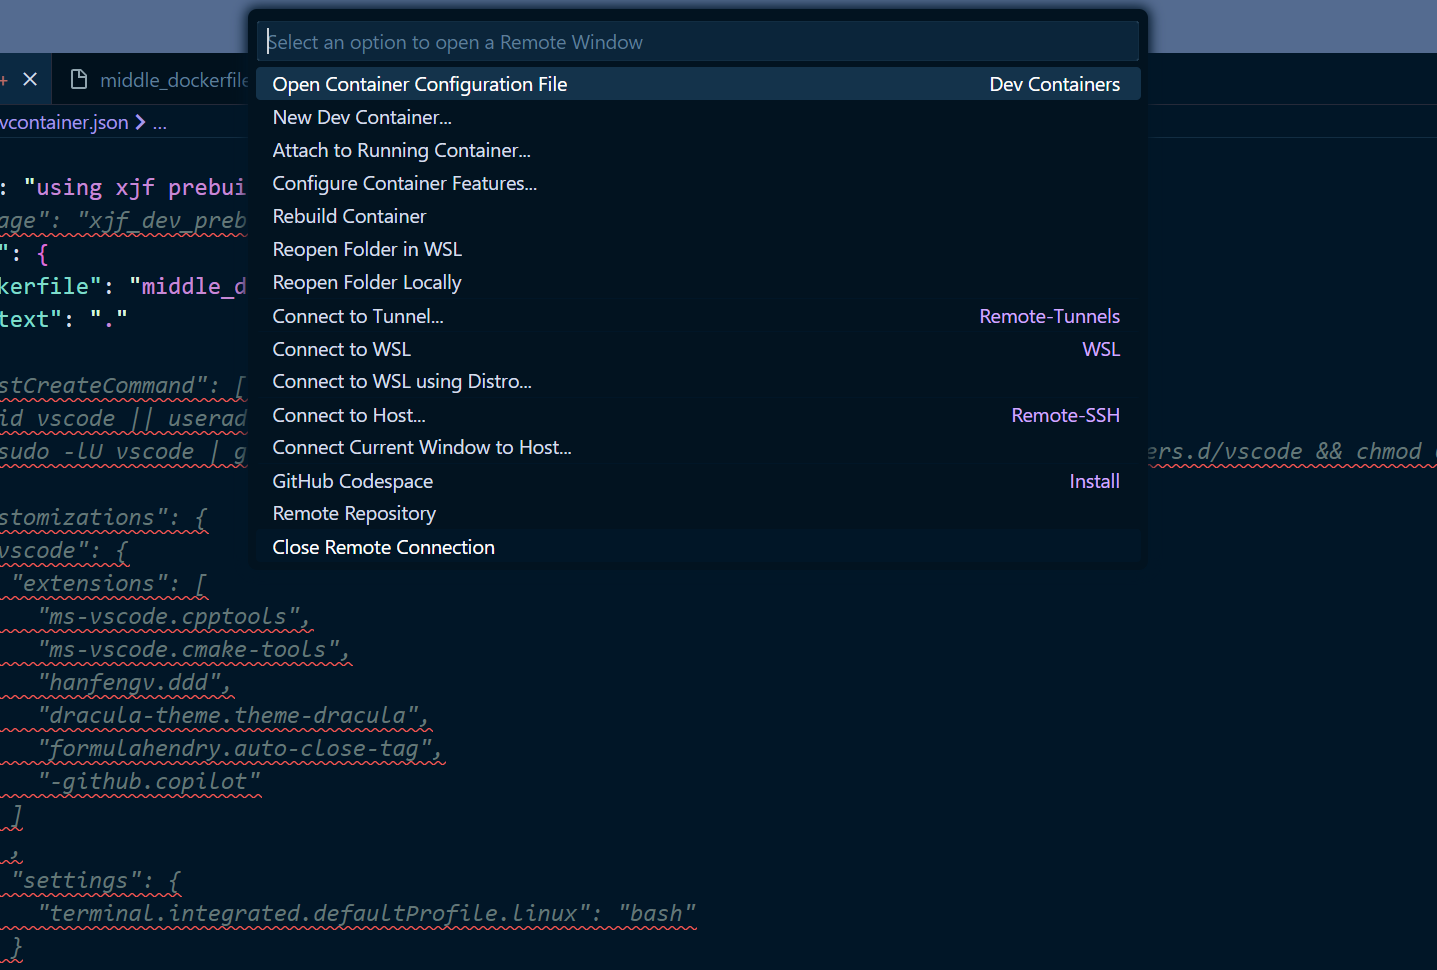 Select an option to open a Remote Window
+ middle_dockerfile
Open Container Configuration File Dev Containers
New Dev Container...
vcontainer.json > ...
Attach to Running Container...
Configure Container Features...
: "using xjf prebui
Rebuild Container
age": "xjf_dev_preb
Reopen Folder in WSL
": {
Reopen Folder Locally
kerfile": "middle_d
Connect to Tunnel... Remote-Tunnels
text": "."
Connect to WSL WSL
Connect to WSL using Distro...
stCreateCommand": [
Connect to Host... Remote-SSH
id vscode || userad
Connect Current Window to Host...
sudo -lU vscode | g ers.d/vscode && chmod
GitHub Codespace Install
Remote Repository
stomizations": {
Close Remote Connection
vscode": {
"extensions": [
"ms-vscode.cpptools",
"ms-vscode.cmake-tools",
"hanfengv.ddd",
"dracula-theme.theme-dracula",
"formulahendry.auto-close-tag",
"-github.copilot"
]
,
"settings": {
"terminal.integrated.defaultProfile.linux": "bash"
}